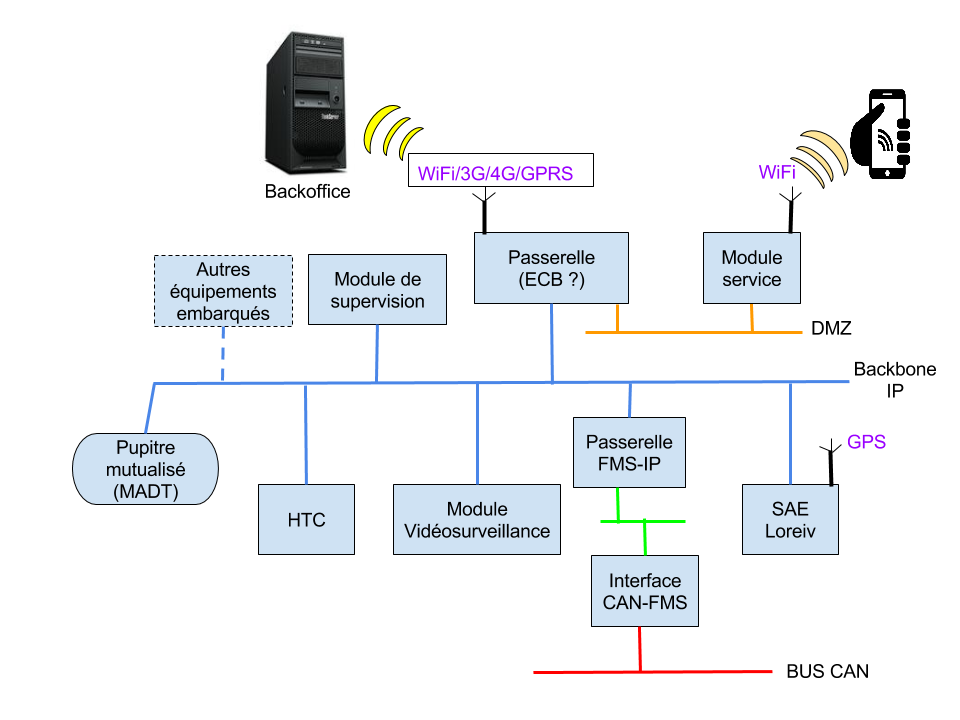 Backoffice
WiFi/3G/4G/GPRS
WiFi
Autres
équipements
embarqués
Module de
supervision
Passerelle
(ECB ?)
Module
service
DMZ
Backbone
IP
Pupitre
mutualisé
(MADT)
HTC
Module
Vidéosurveillance
Passerelle
FMS-IP
GPS
SAE
Loreiv
Interface
CAN-FMS
BUS CAN